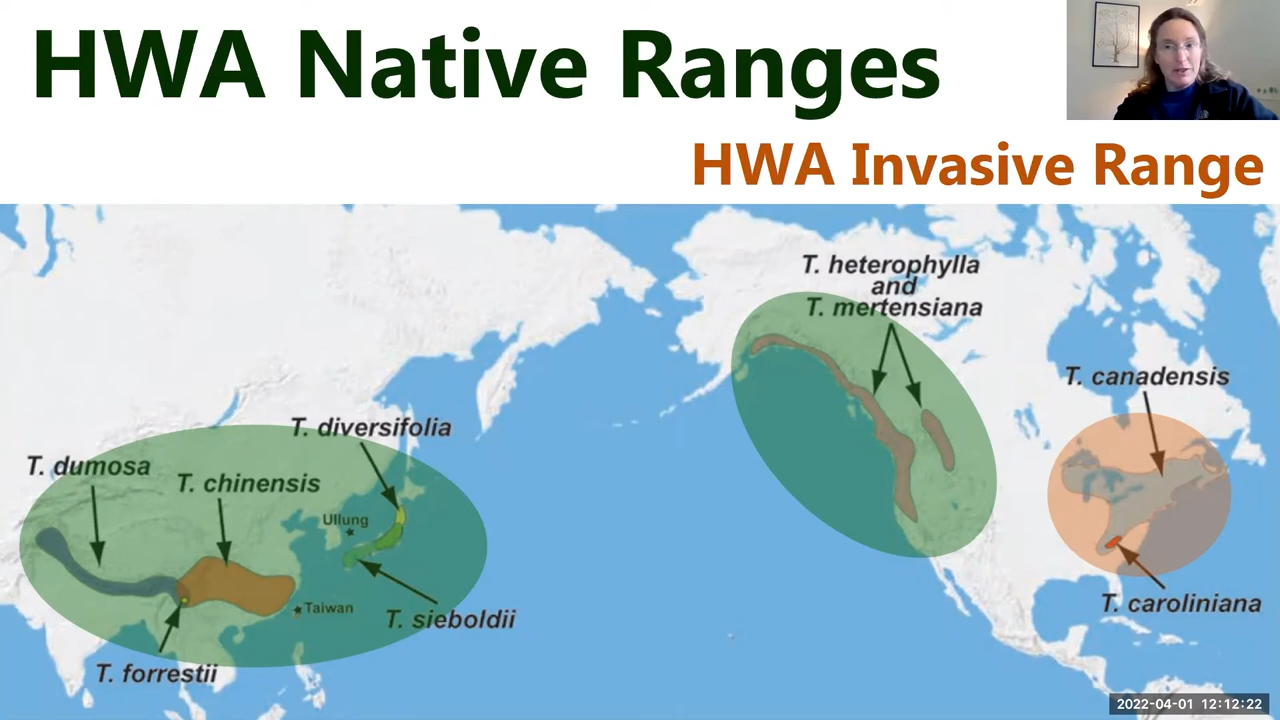 HWA Native Ranges
HWA Invasive Range
T. heterophylla
and
T. mertensiana
T. canadensis
T. diversifolia
T. dumosa
T. chinensis
Ullung
Taiwan
T. caroliniana
T. sieboldii
T. forrestii
2022-04-01 12:12:22